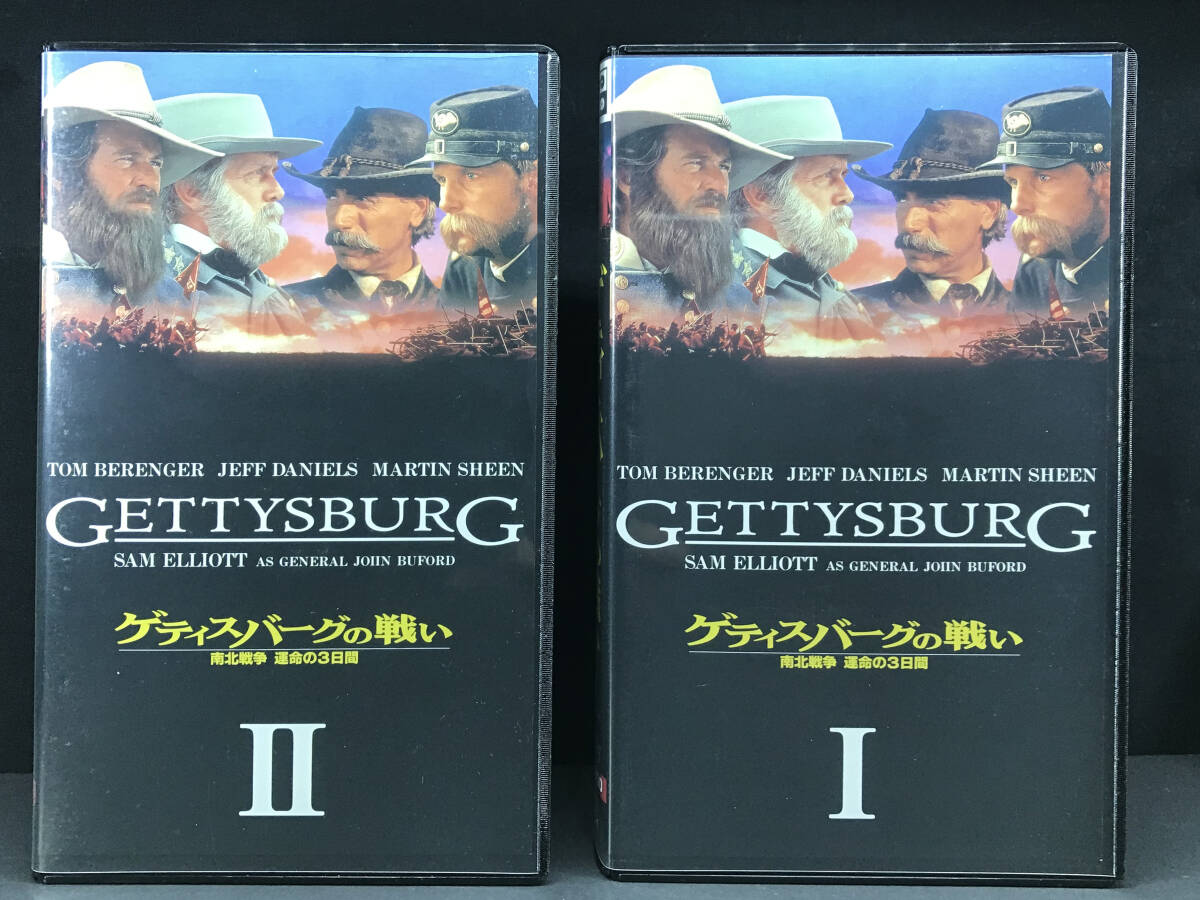 TOM BERENGER JEFF DANIELS MARTIN SHEEN
GETTYSBURG
SAM ELLIOTT AS GENERAL JOHN BUFORD
ゲティスバーグの戦い
南北戦争 運命の3日間
II
TOM BERENGER JEFF DANIELS MARTIN SHEEN
GETTYSBURG
SAM ELLIOTT AS GENERAL JOHN BUFORD
ゲティスバーグの戦い
南北戦争 運命の3日間
I